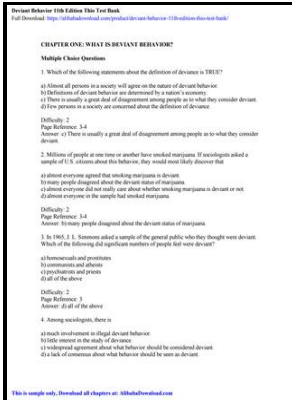 Deviant Behavior 11th Edition Thio Test Bank
Full Download: https://alibabadownload.com/product/deviant-behavior-11th-edition-thio-test-bank/
CHAPTER ONE: WHAT IS DEVIANT BEHAVIOR?
Multiple Choice Questions
1. Which of the following statements about the definition of deviance is TRUE?
a) Almost all persons in a society will agree on the nature of deviant behavior.
b) Definitions of deviant behavior are determined by a nation's economy.
c) There is usually a great deal of disagreement among people as to what they consider deviant.
d) Few persons in a society are concerned about the definition of deviance.
Difficulty: 2
Page Reference: 3-4
Answer: c) There is usually a great deal of disagreement among people as to what they consider
deviant.
2. Millions of people at one time or another have smoked marijuana. If sociologists asked a
sample of U.S. citizens about this behavior, they would most likely discover that
a) almost everyone agreed that smoking marijuana is deviant.
b) many people disagreed about the deviant status of marijuana.
c) almost everyone did not really care about whether smoking marijuana is deviant or not.
d) almost everyone in the sample had smoked marijuana.
Difficulty: 2
Page Reference: 3-4
Answer: b) many people disagreed about the deviant status of marijuana.
3. In 1965, J. L. Simmons asked a sample of the general public who they thought were deviant.
Which of the following did significant numbers of people feel were deviant?
a) homosexuals and prostitutes
b) communists and atheists
c) psychiatrists and priests
d) all of the above
Difficulty: 2
Page Reference: 3
Answer: d) all of the above
4. Among sociologists, there is
a) much involvement in illegal deviant behavior.
b) little interest in the study of deviance.
c) widespread agreement about what behavior should be considered deviant.
d) a lack of consensus about what behavior should be seen as deviant.
This is sample only, Download all chapters at: AlibabaDownload.com